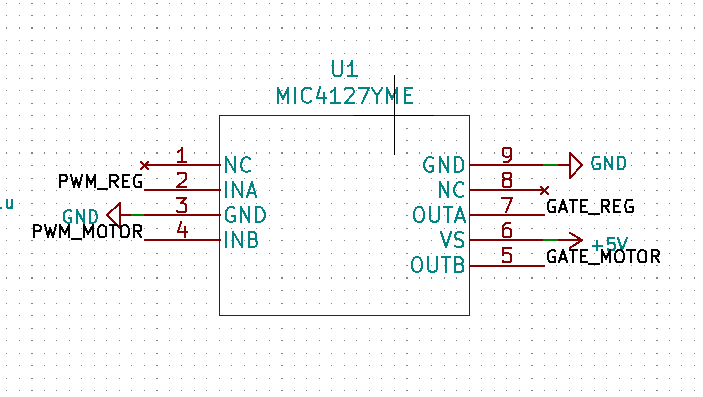 U1
MIC4127YME
1 NC
PWM_REG 2 INA
GND 3 GND
PWM_MOTOR 4 INB
GND 9 GND
NC 8
OUTA 7 GATE_REG
VS 6 +5V
OUTB 5 GATE_MOTOR